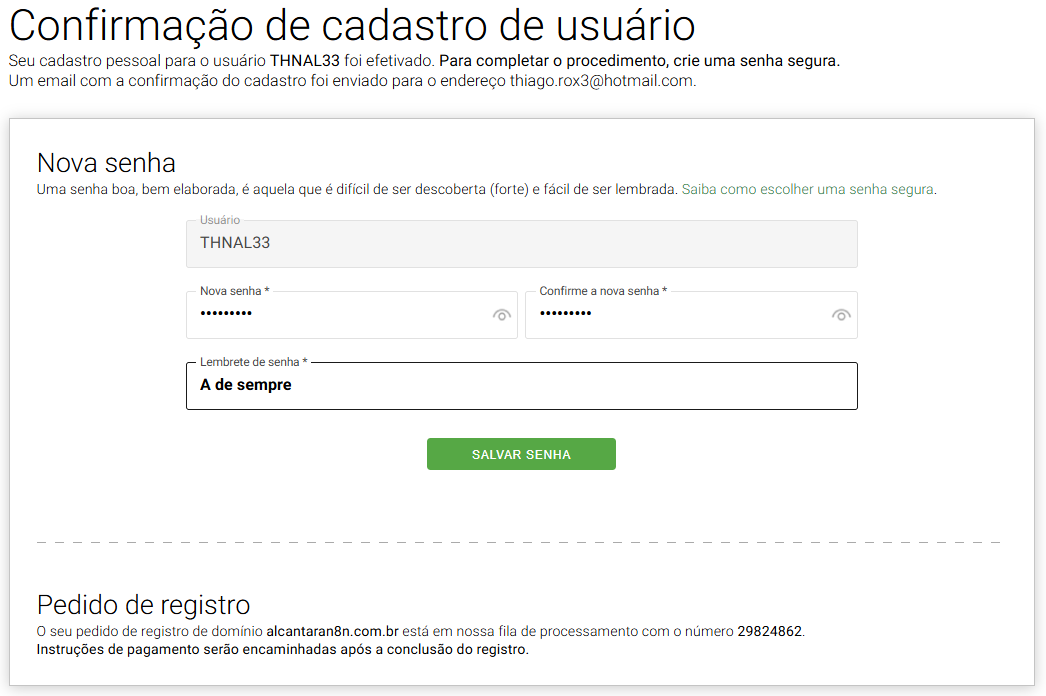 Confirmação de cadastro de usuário
Seu cadastro pessoal para o usuário THNAL33 foi efetivado. Para completar o procedimento, crie uma senha segura.
Um email com a confirmação do cadastro foi enviado para o endereço thiago.rox3@hotmail.com.
Nova senha
Uma senha boa, bem elaborada, é aquela que é difícil de ser descoberta (forte) e fácil de ser lembrada. Saiba como escolher uma senha segura.
Usuário
THNAL33
Nova senha * Confirme a nova senha *
••••••••• •••••••••
Lembrete de senha *
A de sempre
SALVAR SENHA
Pedido de registro
O seu pedido de registro de domínio alcantaran8n.com.br está em nossa fila de processamento com o número 29824862.
Instruções de pagamento serão encaminhadas após a conclusão do registro.